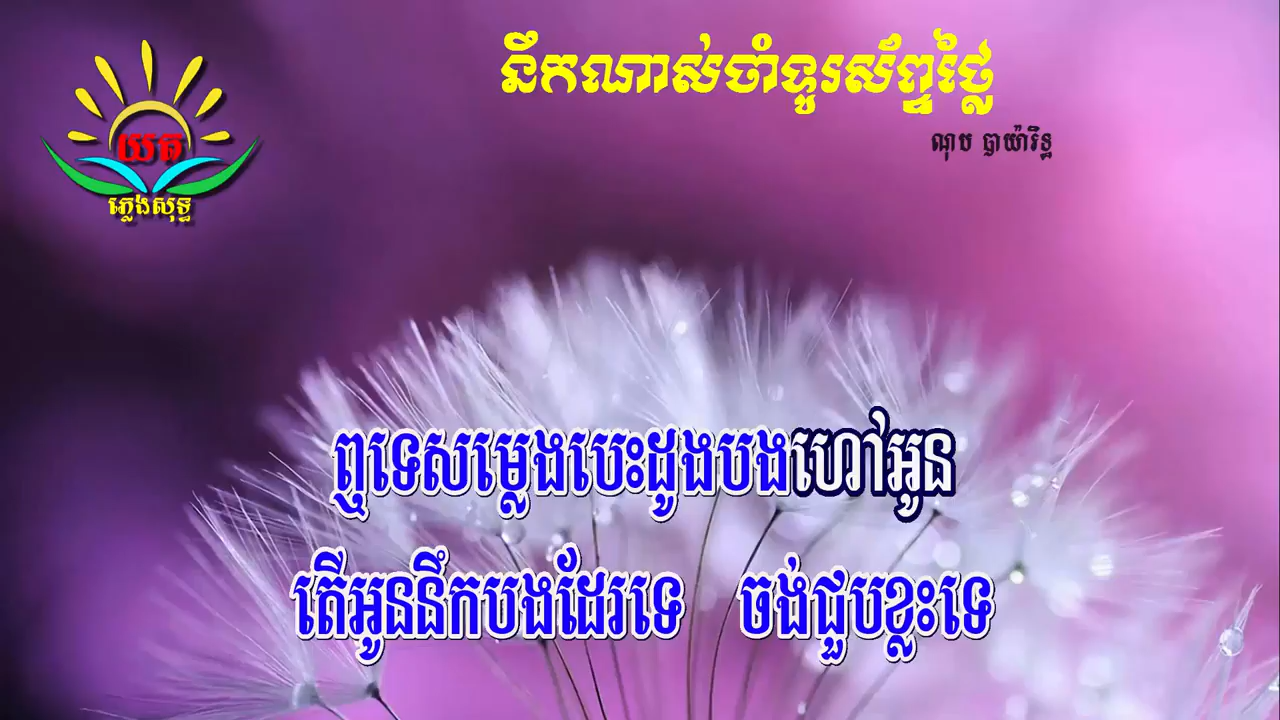 នឹកណាស់ចាំទូរស័ព្ទថ្លៃ
ណុប បាយ៉ារិទ្ធ
យត
ភ្លេងសុទ្ធ
ឮទេសម្លេងបេះដូងបងហៅអូន
តើអូននឹកបងដែរទេ ចង់ជួបខ្លះទេ